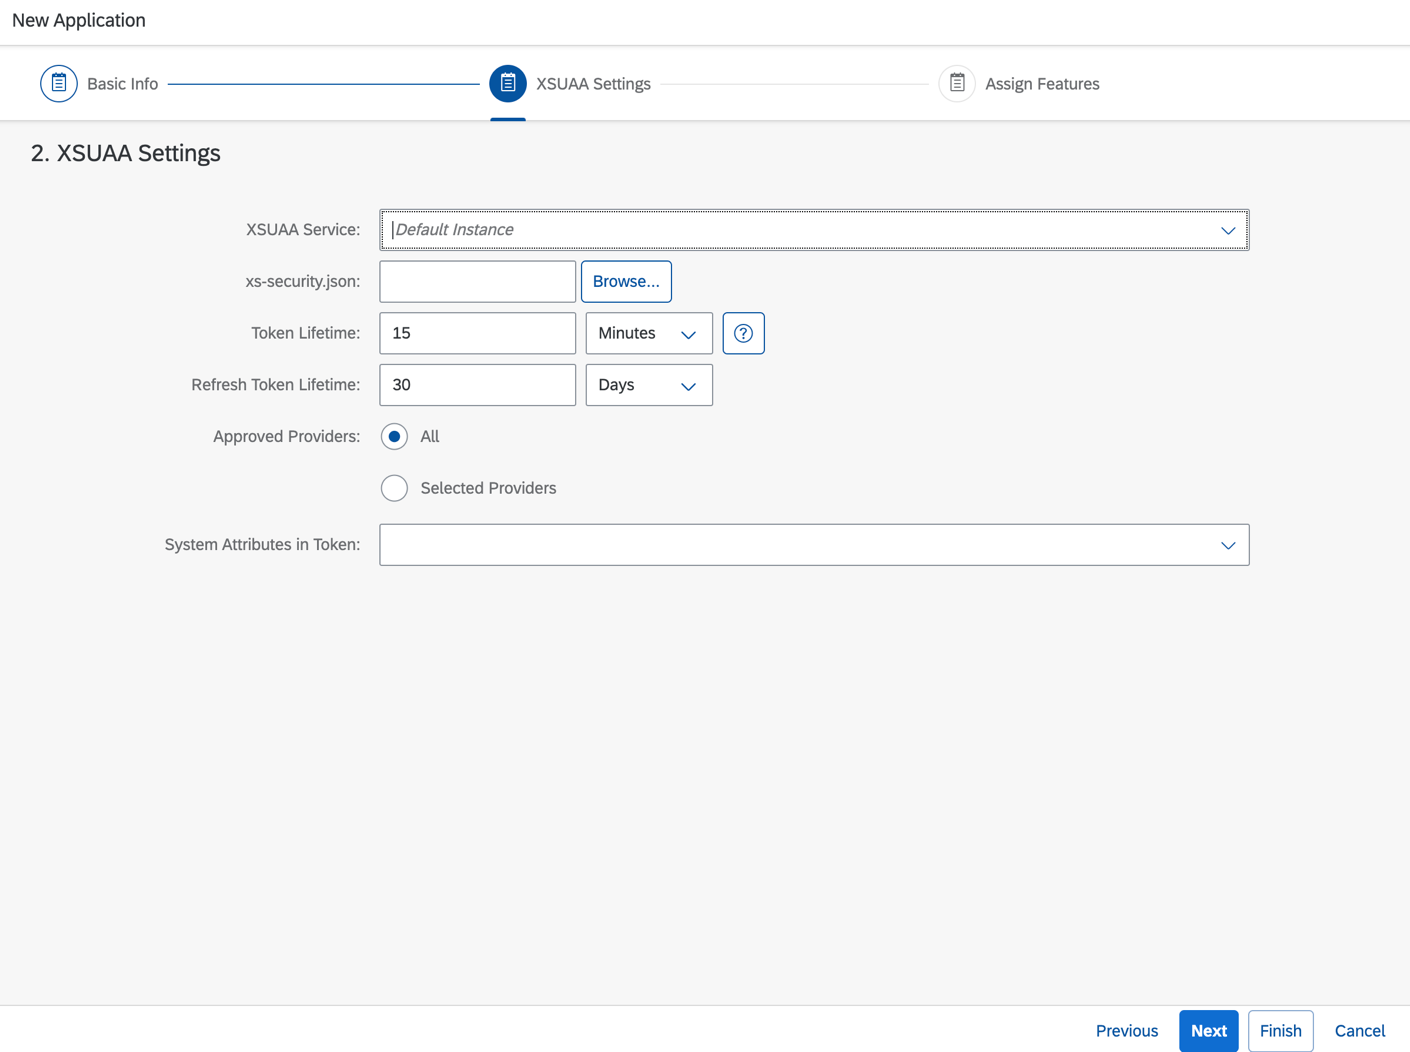 New Application
Basic Info
XSUAA Settings
Assign Features
2. XSUAA Settings
XSUAA Service: Default Instance
xs-security.json: Browse...
Token Lifetime: 15 Minutes
Refresh Token Lifetime: 30 Days
Approved Providers: All
Selected Providers
System Attributes in Token:
Previous Next Finish Cancel